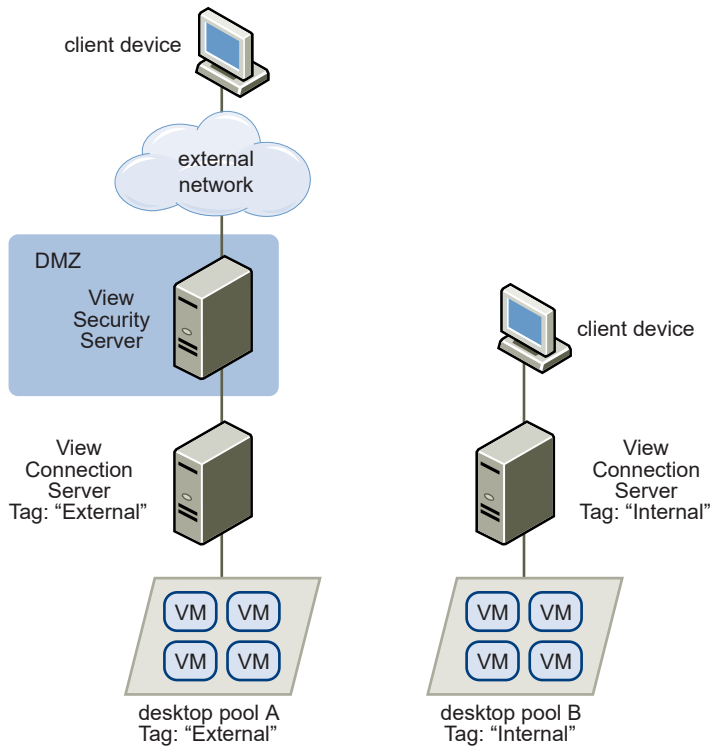 client device
external
network
DMZ
View
Security
Server
View
Connection
Server
Tag: “External”
VM VM
VM VM
desktop pool A
Tag: “External”
client device
View
Connection
Server
Tag: “Internal”
VM VM
VM VM
desktop pool B
Tag: “Internal”